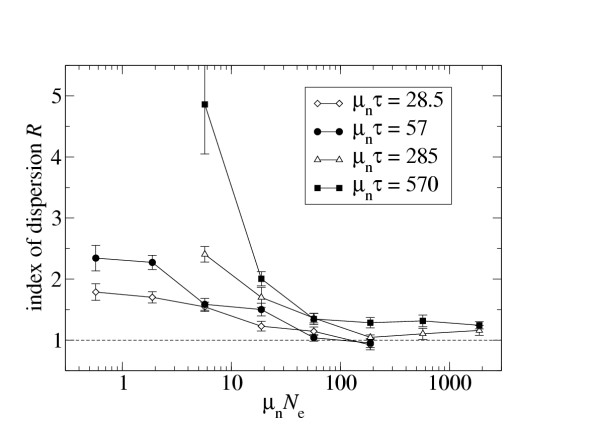 index of dispersion R
5
4
3
2
1
μₙτ = 28.5
μₙτ = 57
μₙτ = 285
μₙτ = 570
1 10 100 1000
μₙNₑ